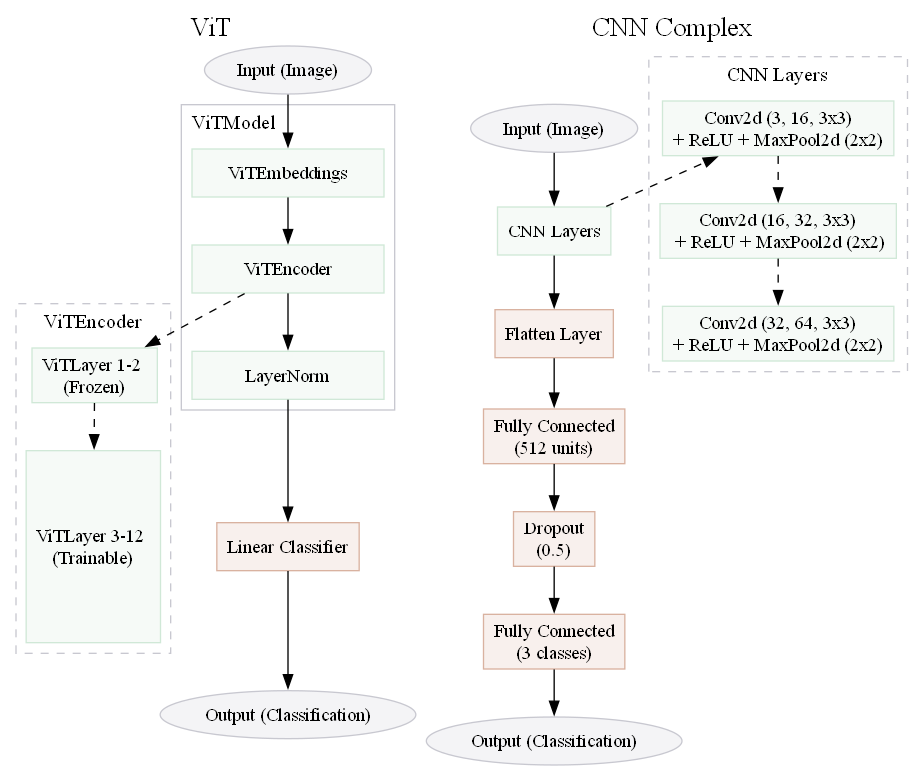 ViT
Input (Image)
ViTModel
ViTEmbeddings
ViTEncoder
LayerNorm
ViTEncoder
ViTLayer 1-2
(Frozen)
ViTLayer 3-12
(Trainable)
Linear Classifier
Output (Classification)
CNN Complex
Input (Image)
CNN Layers
Flatten Layer
Fully Connected
(512 units)
Dropout
(0.5)
Fully Connected
(3 classes)
Output (Classification)
CNN Layers
Conv2d (3, 16, 3x3)
+ ReLU + MaxPool2d (2x2)
Conv2d (16, 32, 3x3)
+ ReLU + MaxPool2d (2x2)
Conv2d (32, 64, 3x3)
+ ReLU + MaxPool2d (2x2)